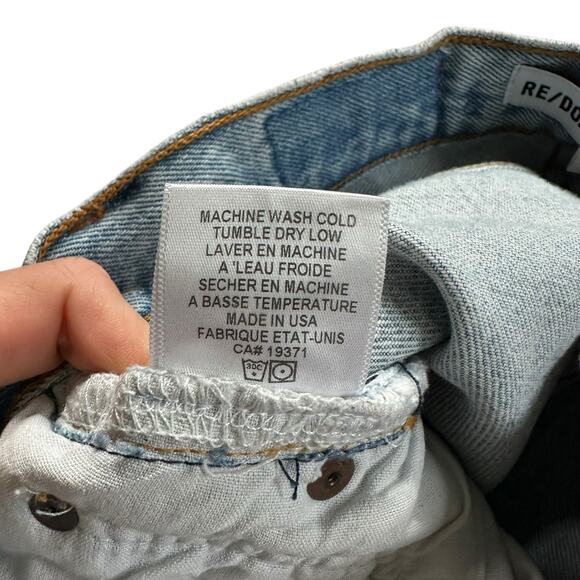 RE/DO
MACHINE WASH COLD
TUMBLE DRY LOW
LAVER EN MACHINE
A 'LEAU FROIDE
SECHER EN MACHINE
A BASSE TEMPERATURE
MADE IN USA
FABRIQUE ETAT-UNIS
CA# 19371
30C